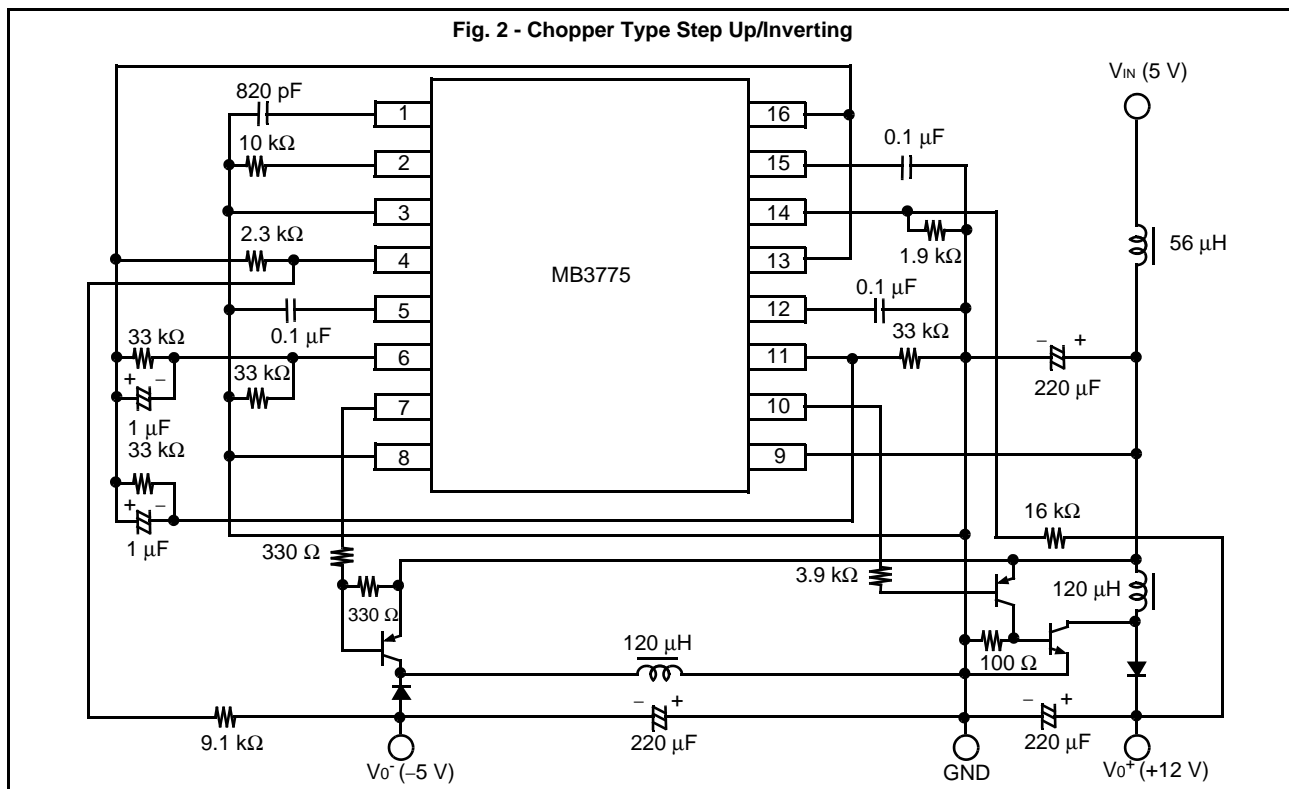 Fig. 2 - Chopper Type Step Up/Inverting
VIN (5 V)
820 pF
1
16
10 kΩ
2
15
0.1 μF
3
14
2.3 kΩ
4
13
1.9 kΩ
56 μH
MB3775
5
12
0.1 μF
0.1 μF
33 kΩ
6
11
33 kΩ
− +
220 μF
+ −
1 μF
33 kΩ
7
10
33 kΩ
8
9
+ −
1 μF
16 kΩ
330 Ω
3.9 kΩ
330 Ω
120 μH
120 μH
100 Ω
9.1 kΩ
− +
220 μF
− +
220 μF
V0- (−5 V)
GND
V0+ (+12 V)